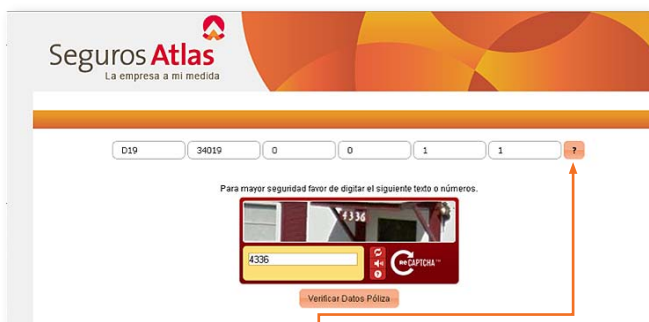 Seguros Atlas
La empresa a mi medida
D19 34019 0 0 1 1 ?
Para mayor seguridad favor de digitar el siguiente texto o números.
4336
4336
reCAPTCHA™
Verificar Datos Póliza